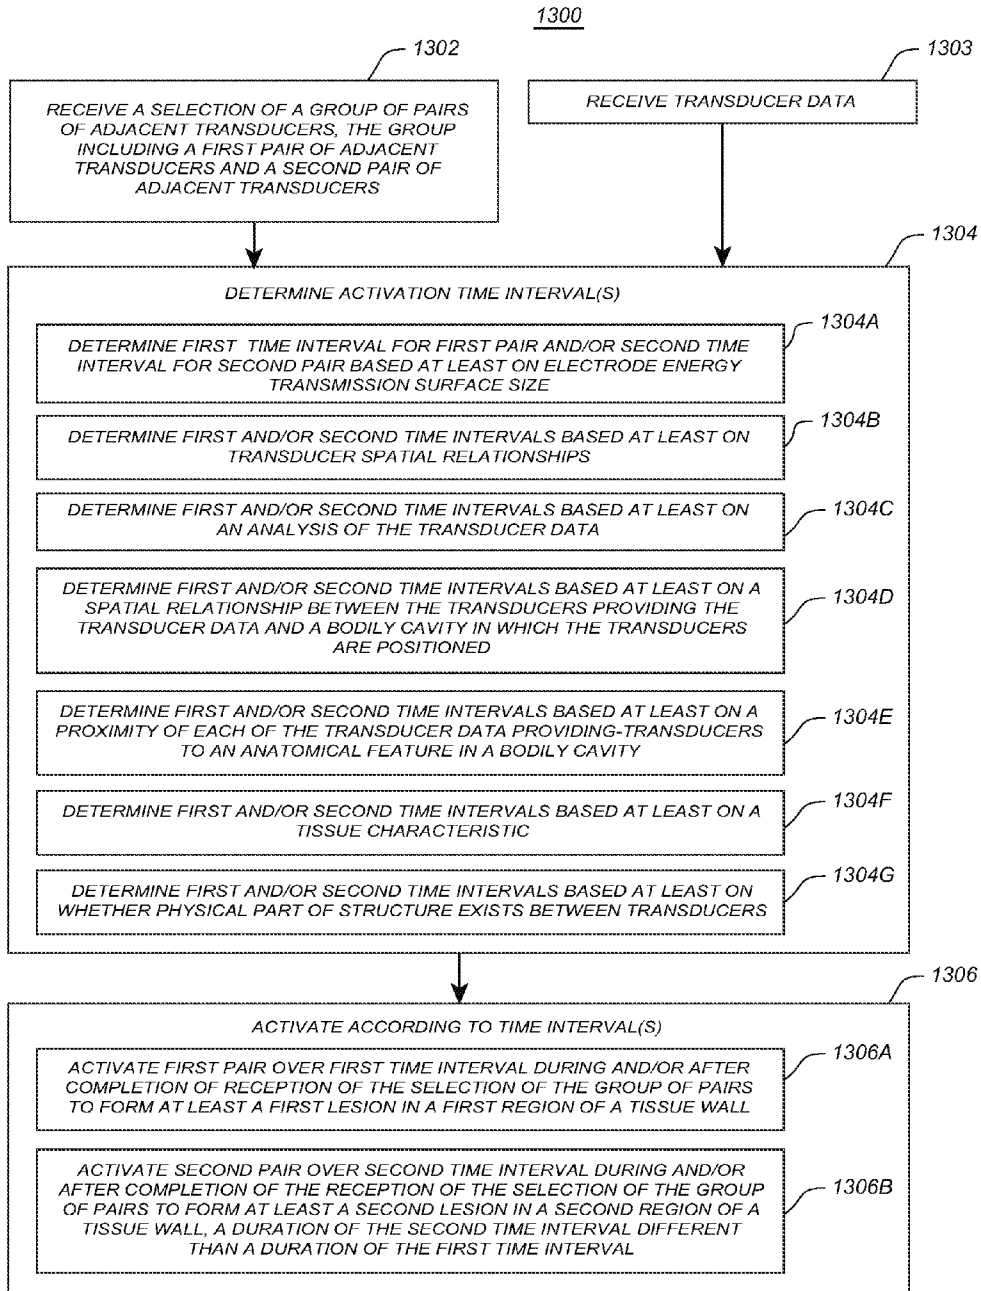 1300
1302
1303
RECEIVE A SELECTION OF A GROUP OF PAIRS
OF ADJACENT TRANSDUCERS, THE GROUP
INCLUDING A FIRST PAIR OF ADJACENT
TRANSDUCERS AND A SECOND PAIR OF
ADJACENT TRANSDUCERS
RECEIVE TRANSDUCER DATA
1304
DETERMINE ACTIVATION TIME INTERVAL(S)
1304A
DETERMINE FIRST TIME INTERVAL FOR FIRST PAIR AND/OR SECOND TIME
INTERVAL FOR SECOND PAIR BASED AT LEAST ON ELECTRODE ENERGY
TRANSMISSION SURFACE SIZE
1304B
DETERMINE FIRST AND/OR SECOND TIME INTERVALS BASED AT LEAST ON
TRANSDUCER SPATIAL RELATIONSHIPS
1304C
DETERMINE FIRST AND/OR SECOND TIME INTERVALS BASED AT LEAST ON
AN ANALYSIS OF THE TRANSDUCER DATA
1304D
DETERMINE FIRST AND/OR SECOND TIME INTERVALS BASED AT LEAST ON A
SPATIAL RELATIONSHIP BETWEEN THE TRANSDUCERS PROVIDING THE
TRANSDUCER DATA AND A BODILY CAVITY IN WHICH THE TRANSDUCERS
ARE POSITIONED
1304E
DETERMINE FIRST AND/OR SECOND TIME INTERVALS BASED AT LEAST ON A
PROXIMITY OF EACH OF THE TRANSDUCER DATA PROVIDING-TRANSDUCERS
TO AN ANATOMICAL FEATURE IN A BODILY CAVITY
1304F
DETERMINE FIRST AND/OR SECOND TIME INTERVALS BASED AT LEAST ON A
TISSUE CHARACTERISTIC
1304G
DETERMINE FIRST AND/OR SECOND TIME INTERVALS BASED AT LEAST ON
WHETHER PHYSICAL PART OF STRUCTURE EXISTS BETWEEN TRANSDUCERS
1306
ACTIVATE ACCORDING TO TIME INTERVAL(S)
1306A
ACTIVATE FIRST PAIR OVER FIRST TIME INTERVAL DURING AND/OR AFTER
COMPLETION OF RECEPTION OF THE SELECTION OF THE GROUP OF PAIRS
TO FORM AT LEAST A FIRST LESION IN A FIRST REGION OF A TISSUE WALL
1306B
ACTIVATE SECOND PAIR OVER SECOND TIME INTERVAL DURING AND/OR
AFTER COMPLETION OF THE RECEPTION OF THE SELECTION OF THE GROUP
OF PAIRS TO FORM AT LEAST A SECOND LESION IN A SECOND REGION OF A
TISSUE WALL, A DURATION OF THE SECOND TIME INTERVAL DIFFERENT
THAN A DURATION OF THE FIRST TIME INTERVAL